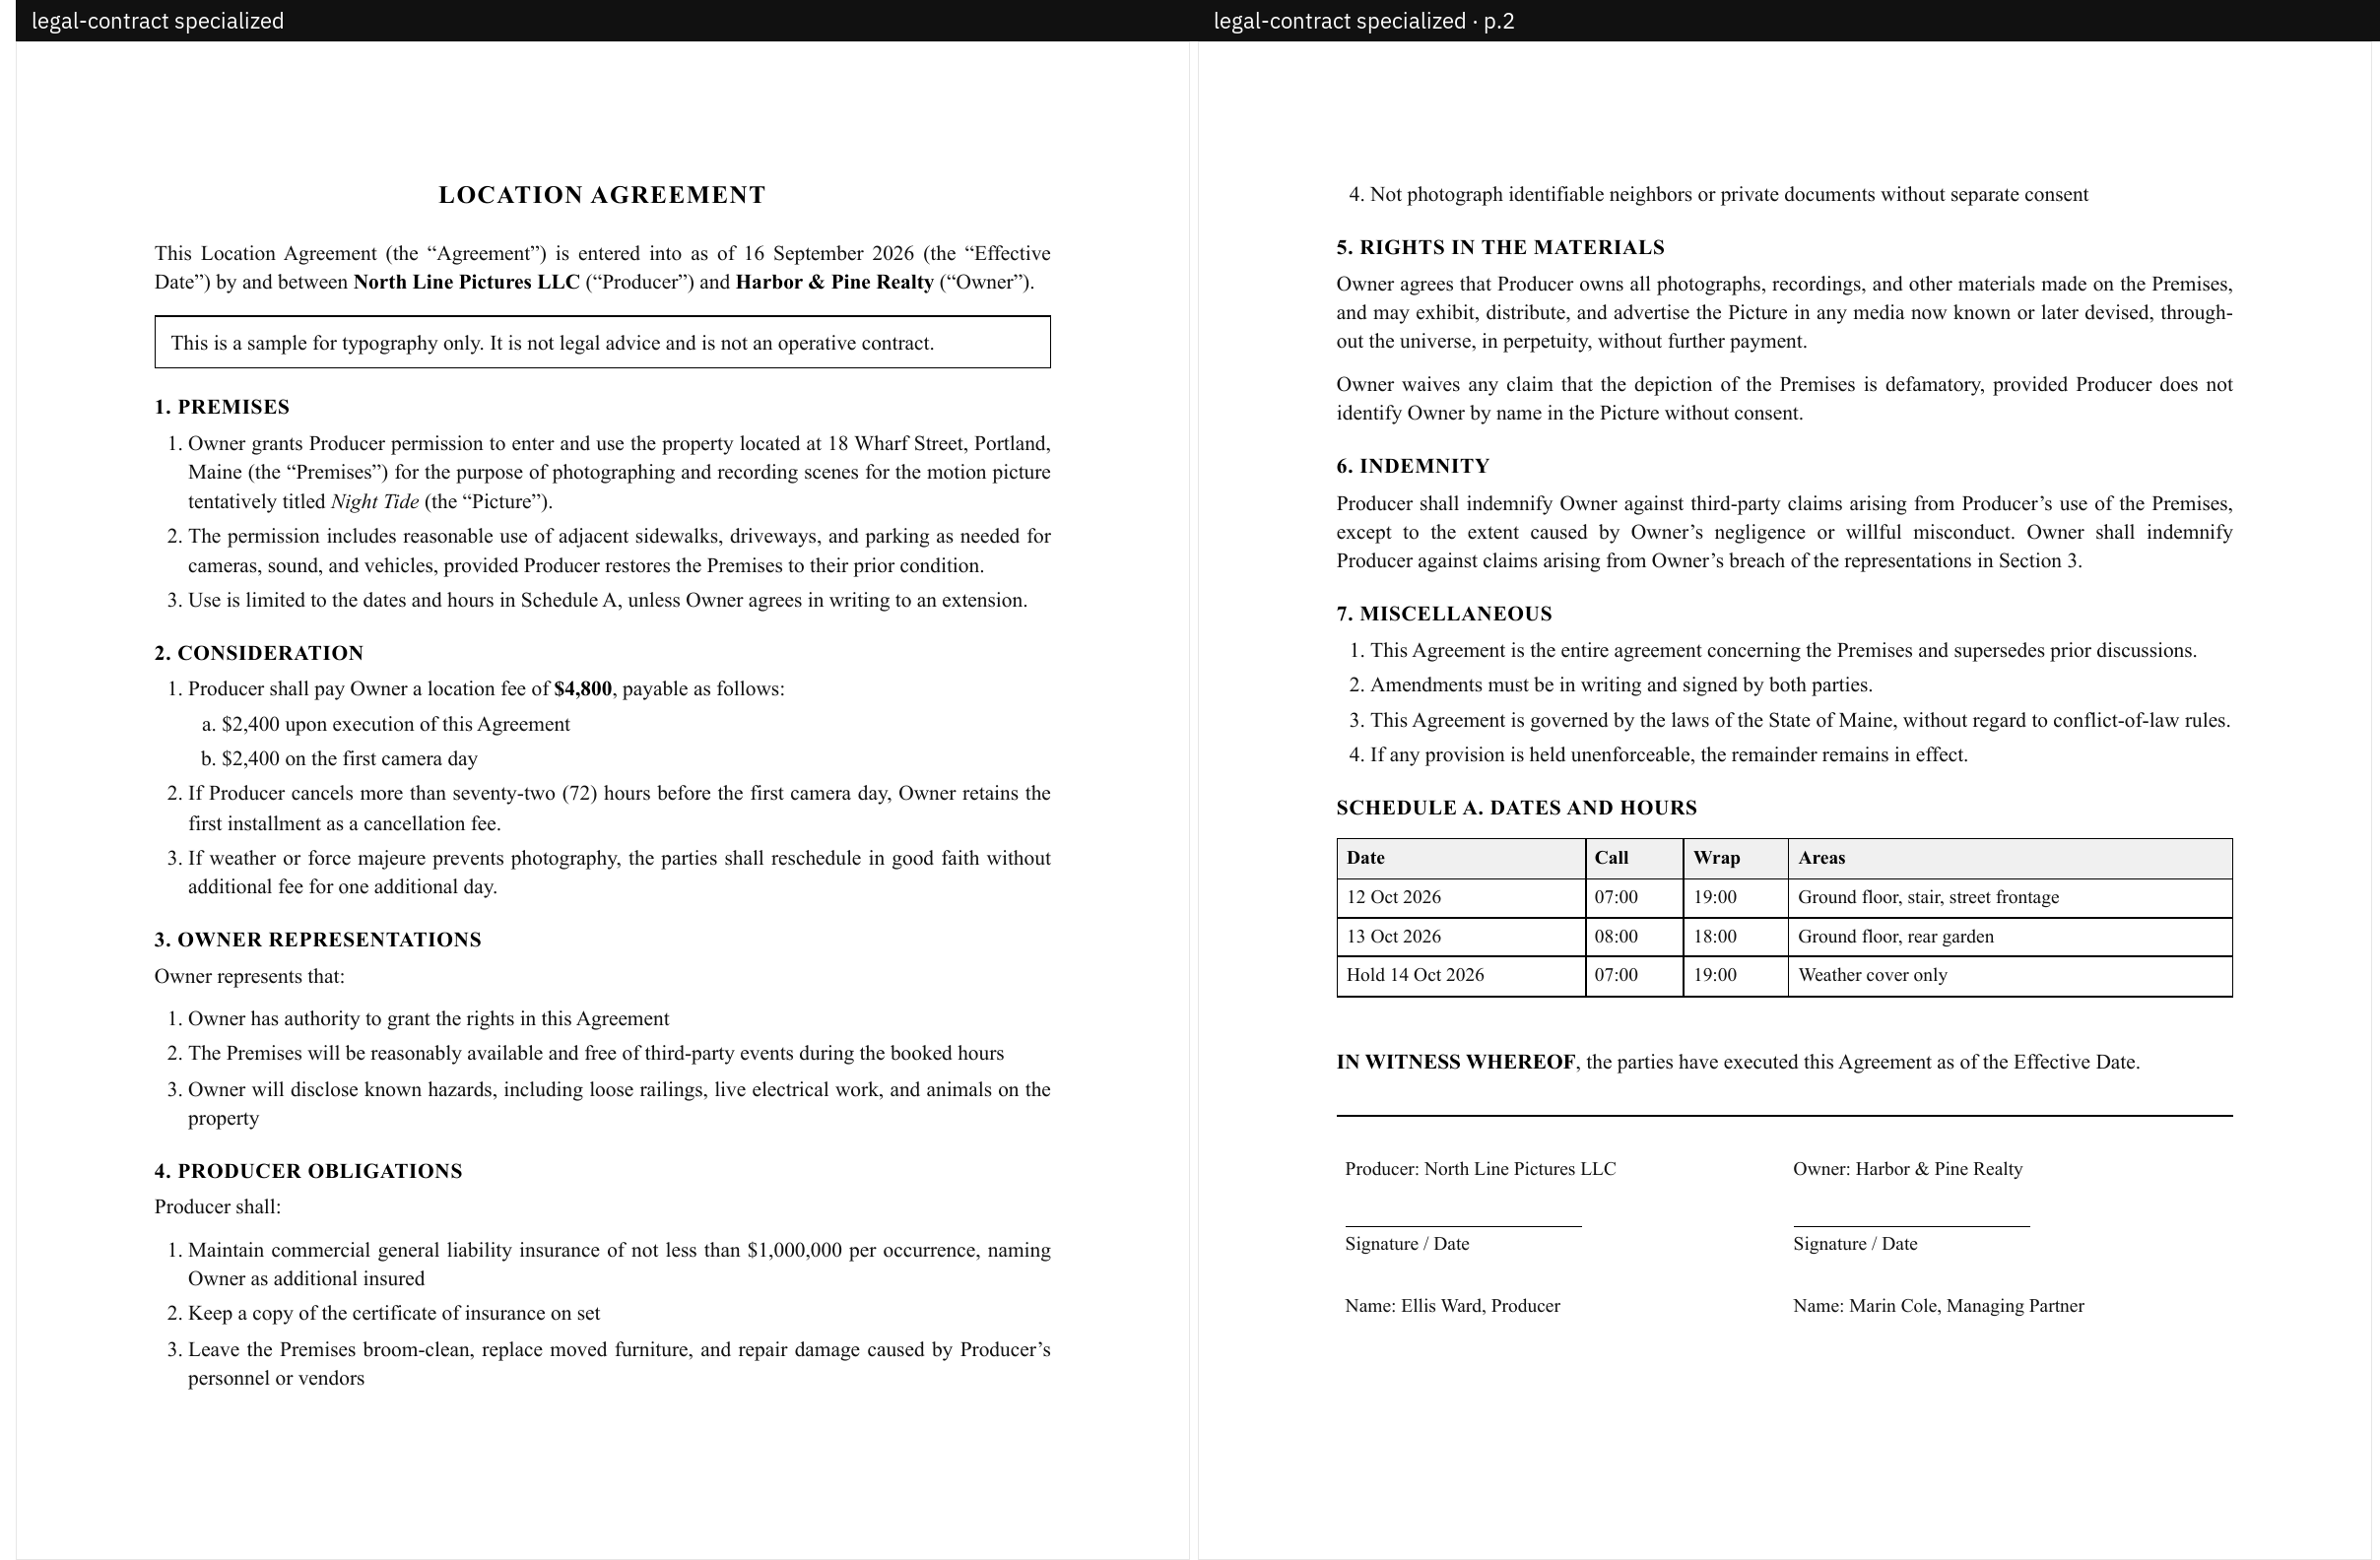 legal-contract specialized
LOCATION AGREEMENT
This Location Agreement (the “Agreement”) is entered into as of 16 September 2026 (the “Effective
Date”) by and between North Line Pictures LLC (“Producer”) and Harbor & Pine Realty (“Owner”).
This is a sample for typography only. It is not legal advice and is not an operative contract.
1. PREMISES
1. Owner grants Producer permission to enter and use the property located at 18 Wharf Street, Portland,
Maine (the “Premises”) for the purpose of photographing and recording scenes for the motion picture
tentatively titled Night Tide (the “Picture”).
2. The permission includes reasonable use of adjacent sidewalks, driveways, and parking as needed for
cameras, sound, and vehicles, provided Producer restores the Premises to their prior condition.
3. Use is limited to the dates and hours in Schedule A, unless Owner agrees in writing to an extension.
2. CONSIDERATION
1. Producer shall pay Owner a location fee of $4,800, payable as follows:
a. $2,400 upon execution of this Agreement
b. $2,400 on the first camera day
2. If Producer cancels more than seventy-two (72) hours before the first camera day, Owner retains the
first installment as a cancellation fee.
3. If weather or force majeure prevents photography, the parties shall reschedule in good faith without
additional fee for one additional day.
3. OWNER REPRESENTATIONS
Owner represents that:
1. Owner has authority to grant the rights in this Agreement
2. The Premises will be reasonably available and free of third-party events during the booked hours
3. Owner will disclose known hazards, including loose railings, live electrical work, and animals on the
property
4. PRODUCER OBLIGATIONS
Producer shall:
1. Maintain commercial general liability insurance of not less than $1,000,000 per occurrence, naming
Owner as additional insured
2. Keep a copy of the certificate of insurance on set
3. Leave the Premises broom-clean, replace moved furniture, and repair damage caused by Producer’s
personnel or vendors
legal-contract specialized · p.2
4. Not photograph identifiable neighbors or private documents without separate consent
5. RIGHTS IN THE MATERIALS
Owner agrees that Producer owns all photographs, recordings, and other materials made on the Premises,
and may exhibit, distribute, and advertise the Picture in any media now known or later devised, through-
out the universe, in perpetuity, without further payment.
Owner waives any claim that the depiction of the Premises is defamatory, provided Producer does not
identify Owner by name in the Picture without consent.
6. INDEMNITY
Producer shall indemnify Owner against third-party claims arising from Producer’s use of the Premises,
except to the extent caused by Owner’s negligence or willful misconduct. Owner shall indemnify
Producer against claims arising from Owner’s breach of the representations in Section 3.
7. MISCELLANEOUS
1. This Agreement is the entire agreement concerning the Premises and supersedes prior discussions.
2. Amendments must be in writing and signed by both parties.
3. This Agreement is governed by the laws of the State of Maine, without regard to conflict-of-law rules.
4. If any provision is held unenforceable, the remainder remains in effect.
SCHEDULE A. DATES AND HOURS
Date Call Wrap Areas
12 Oct 2026 07:00 19:00 Ground floor, stair, street frontage
13 Oct 2026 08:00 18:00 Ground floor, rear garden
Hold 14 Oct 2026 07:00 19:00 Weather cover only
IN WITNESS WHEREOF, the parties have executed this Agreement as of the Effective Date.
Producer: North Line Pictures LLC Owner: Harbor & Pine Realty
Signature / Date Signature / Date
Name: Ellis Ward, Producer Name: Marin Cole, Managing Partner